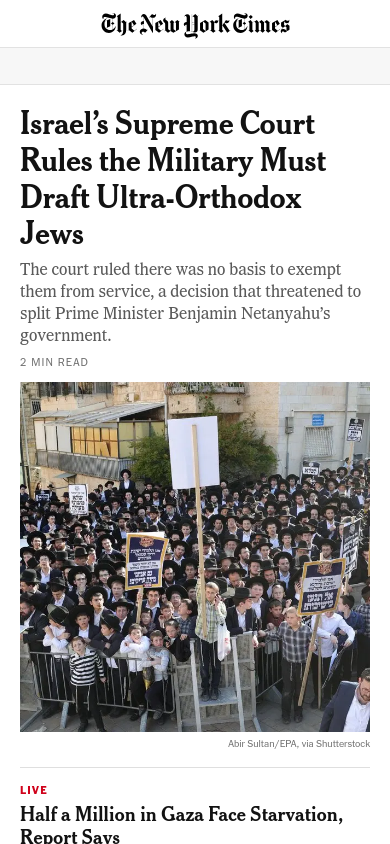 The New York Times
Israel’s Supreme Court
Rules the Military Must
Draft Ultra-Orthodox
Jews
The court ruled there was no basis to exempt
them from service, a decision that threatened to
split Prime Minister Benjamin Netanyahu’s
government.
2 MIN READ
Abir Sultan/EPA, via Shutterstock
LIVE
Half a Million in Gaza Face Starvation,
Report Says